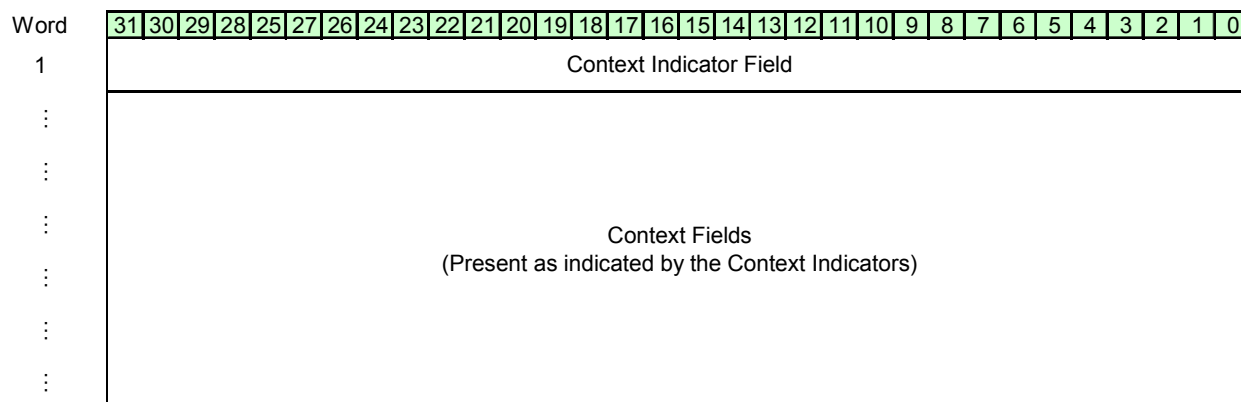 Word 31 30 29 28 25 27 26 24 23 22 21 20 19 18 17 16 15 14 13 12 11 10 9 8 7 6 5 4 3 2 1 0
1 Context Indicator Field
⋮
⋮
⋮
Context Fields
(Present as indicated by the Context Indicators)
⋮
⋮
⋮